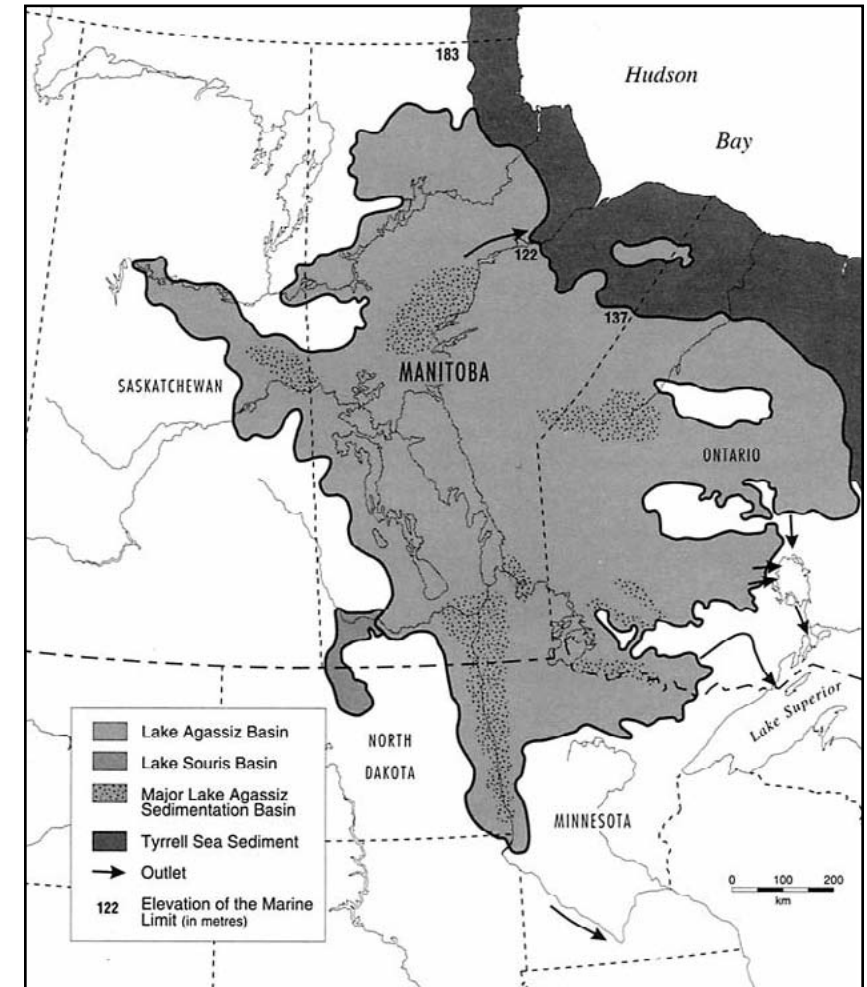 183
Hudson
Bay
122
137
MANITOBA
SASKATCHEWAN
ONTARIO
Lake Superior
NORTH
DAKOTA
MINNESOTA
Lake Agassiz Basin
Lake Souris Basin
Major Lake Agassiz
Sedimentation Basin
Tyrrell Sea Sediment
Outlet
122 Elevation of the Marine
Limit (in metres)
0 100 200
km